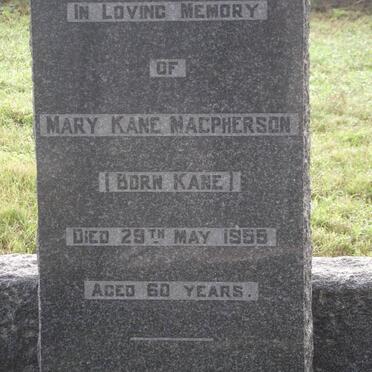 In Loving Memory
of
Mary Kane Macpherson
[Born Kane]
Died 29th May 1955
Aged 60 Years.